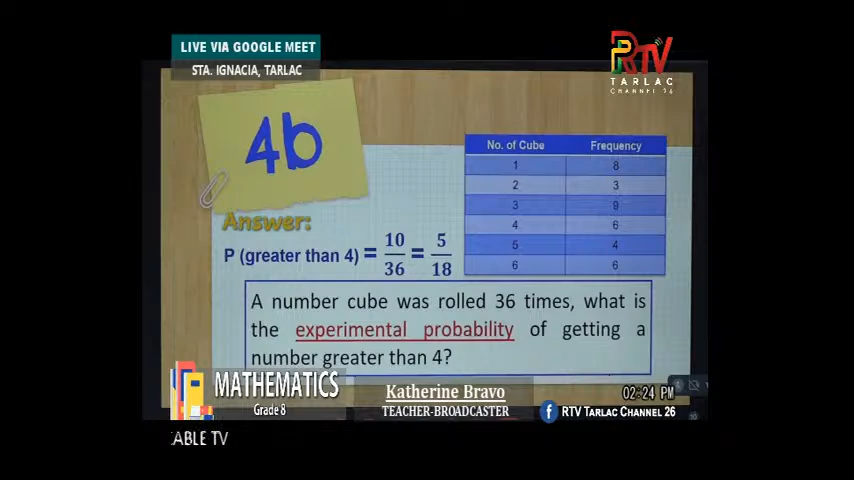 LIVE VIA GOOGLE MEET
STA. IGNACIA, TARLAC
PRTV
TARLAC
CHANNEL 26
4b
No. of Cube Frequency
1 8
2 3
3 9
4 6
5 4
6 6
Answer:
P (greater than 4) = 10/36 = 5/18
A number cube was rolled 36 times, what is
the experimental probability of getting a
number greater than 4?
MATHEMATICS
Grade 8
Katherine Bravo
TEACHER-BROADCASTER
02:24 PM
f RTV TARLAC CHANNEL 26
ABLE TV